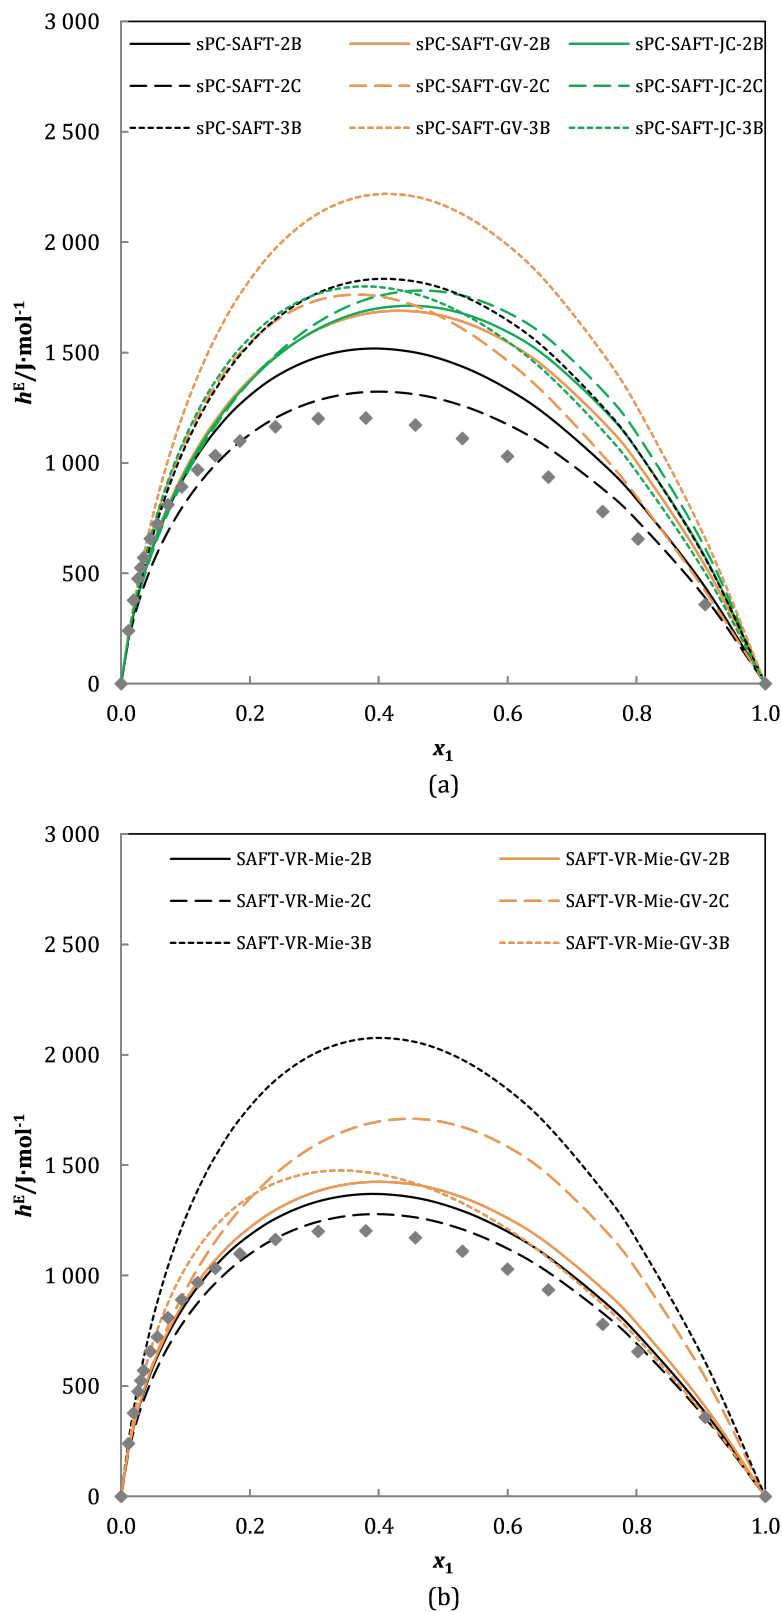 3 000
sPC-SAFT-2B sPC-SAFT-GV-2B sPC-SAFT-JC-2B
sPC-SAFT-2C sPC-SAFT-GV-2C sPC-SAFT-JC-2C
sPC-SAFT-3B sPC-SAFT-GV-3B sPC-SAFT-JC-3B
2 500
2 000
1 500
1 000
500
0
hᴱ/J·mol⁻¹
0.0 0.2 0.4 0.6 0.8 1.0
x₁
(a)
3 000
SAFT-VR-Mie-2B SAFT-VR-Mie-GV-2B
SAFT-VR-Mie-2C SAFT-VR-Mie-GV-2C
SAFT-VR-Mie-3B SAFT-VR-Mie-GV-3B
2 500
2 000
1 500
1 000
500
0
hᴱ/J·mol⁻¹
0.0 0.2 0.4 0.6 0.8 1.0
x₁
(b)